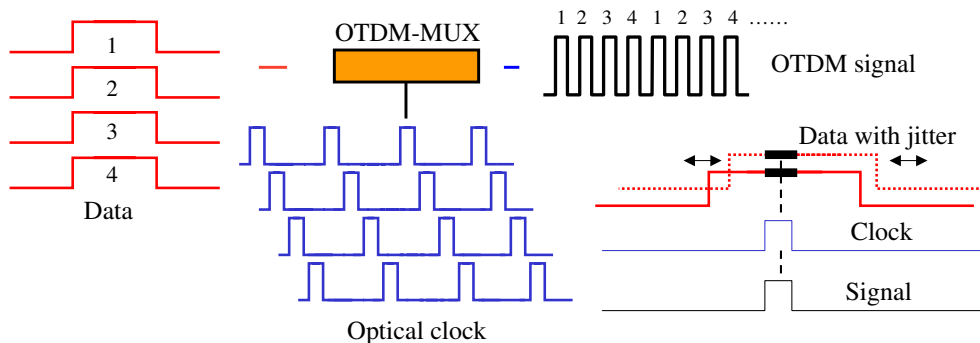 1
2
3
4
Data
OTDM-MUX
Optical clock
1 2 3 4 1 2 3 4 ……
OTDM signal
Data with jitter
Clock
Signal